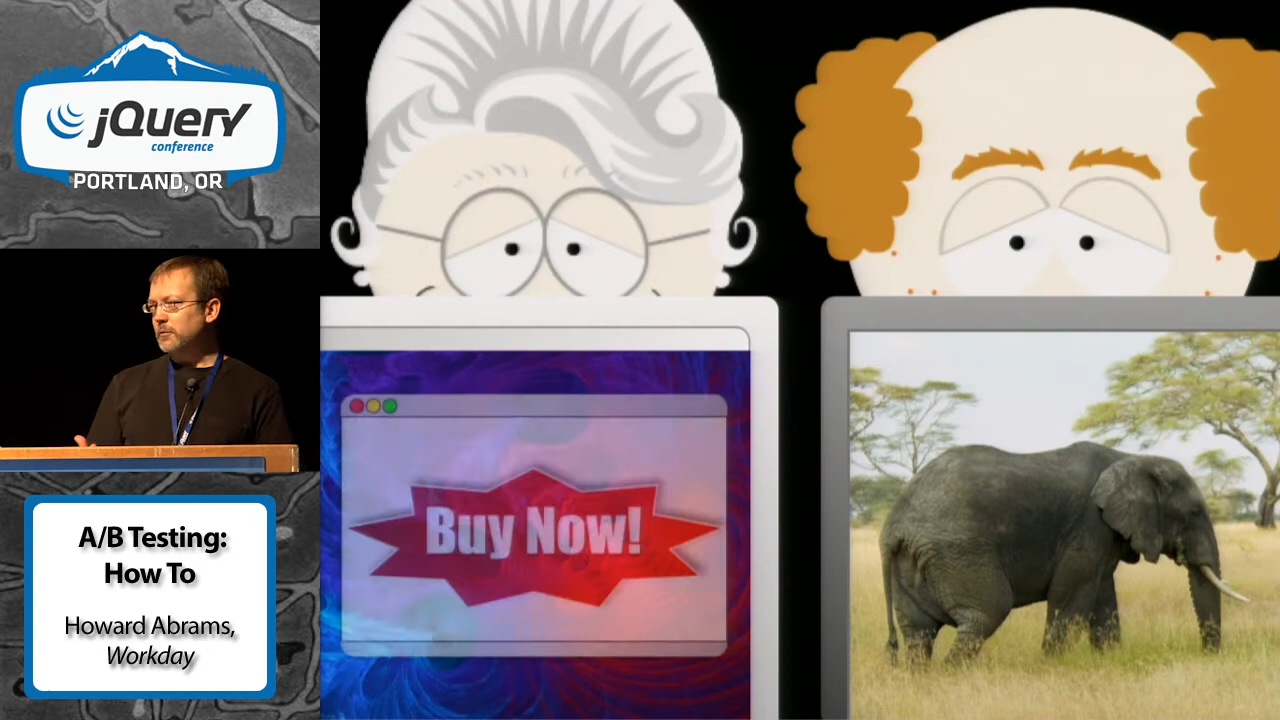 jQuery
conference
PORTLAND, OR
A/B Testing:
How To
Howard Abrams,
Workday
Buy Now!